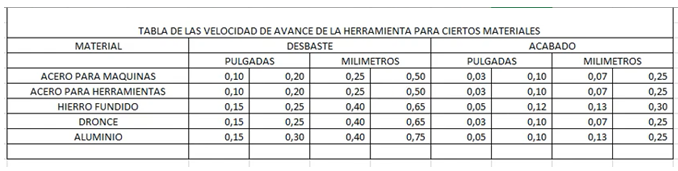 TABLA DE LAS VELOCIDAD DE AVANCE DE LA HERRAMIENTA PARA CIERTOS MATERIALES
MATERIAL DESBASTE ACABADO
PULGADAS MILIMETROS PULGADAS MILIMETROS
ACERO PARA MAQUINAS 0,10 0,20 0,25 0,50 0,03 0,10 0,07 0,25
ACERO PARA HERRAMIENTAS 0,10 0,20 0,25 0,50 0,03 0,10 0,07 0,25
HIERRO FUNDIDO 0,15 0,25 0,40 0,65 0,05 0,12 0,13 0,30
DRONCE 0,15 0,25 0,40 0,65 0,03 0,10 0,07 0,25
ALUMINIO 0,15 0,30 0,40 0,75 0,05 0,10 0,13 0,25